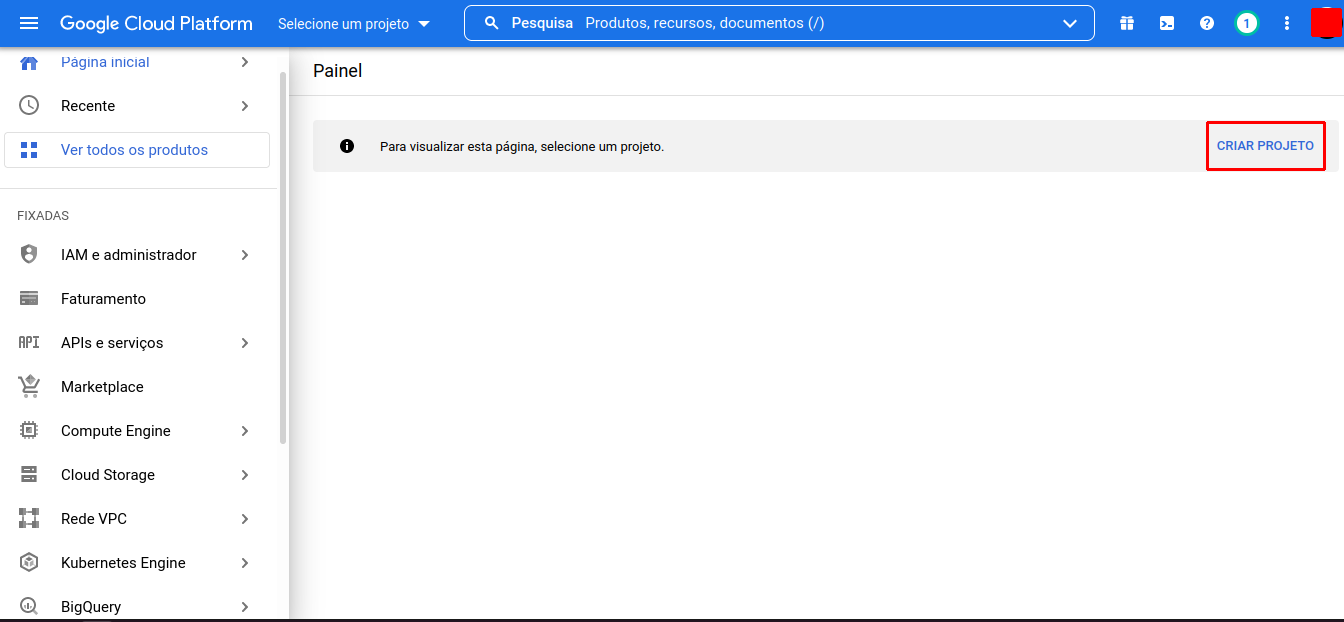 Google Cloud Platform
Selecione um projeto
Pesquisa Produtos, recursos, documentos (/)
1
Página inicial
Recente
Ver todos os produtos
FIXADAS
IAM e administrador
Faturamento
API APIs e serviços
Marketplace
Compute Engine
Cloud Storage
Rede VPC
Kubernetes Engine
BigQuery
Painel
Para visualizar esta página, selecione um projeto.
CRIAR PROJETO